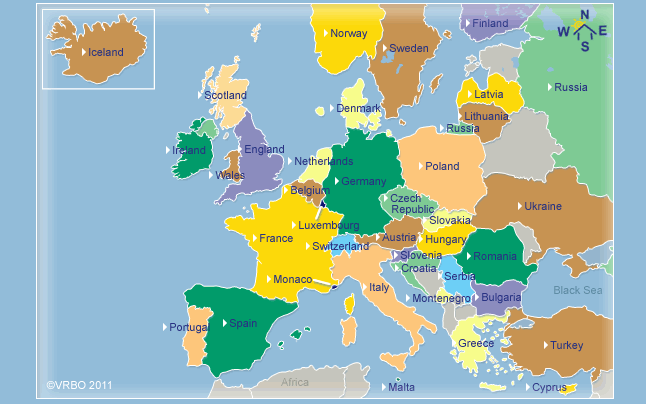 N
W E
S
Iceland
Norway
Sweden
Finland
Russia
Scotland
Denmark
Latvia
Lithuania
Russia
Ireland
England
Wales
Netherlands
Belgium
Germany
Poland
Czech
Republic
Ukraine
Luxembourg
Slovakia
France
Switzerland
Austria
Hungary
Slovenia
Croatia
Romania
Monaco
Italy
Serbia
Montenegro
Bulgaria
Black Sea
Portugal
Spain
Greece
Turkey
Africa
Malta
Cyprus
©VRBO 2011